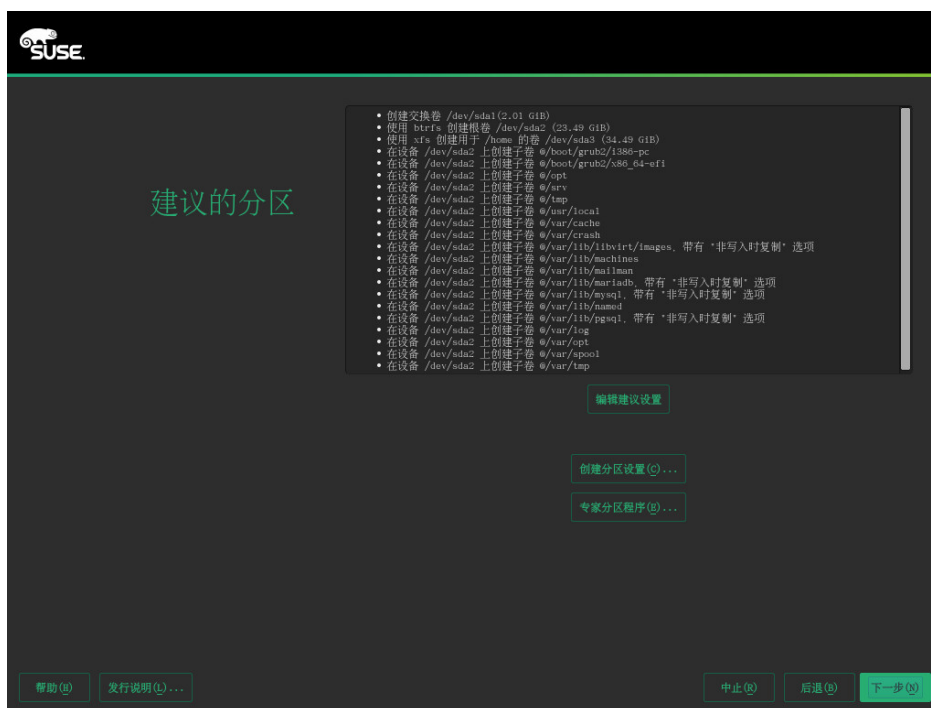 SUSE.
建议的分区
• 创建交换卷 /dev/sda1(2.01 GiB)
• 使用 btrfs 创建根卷 /dev/sda2 (23.49 GiB)
• 使用 xfs 创建用于 /home 的卷 /dev/sda3 (34.49 GiB)
• 在设备 /dev/sda2 上创建子卷 @/boot/grub2/i386-pc
• 在设备 /dev/sda2 上创建子卷 @/boot/grub2/x86_64-efi
• 在设备 /dev/sda2 上创建子卷 @/opt
• 在设备 /dev/sda2 上创建子卷 @/srv
• 在设备 /dev/sda2 上创建子卷 @/tmp
• 在设备 /dev/sda2 上创建子卷 @/usr/local
• 在设备 /dev/sda2 上创建子卷 @/var/cache
• 在设备 /dev/sda2 上创建子卷 @/var/crash
• 在设备 /dev/sda2 上创建子卷 @/var/lib/libvirt/images, 带有 "非写入时复制" 选项
• 在设备 /dev/sda2 上创建子卷 @/var/lib/machines
• 在设备 /dev/sda2 上创建子卷 @/var/lib/mailman
• 在设备 /dev/sda2 上创建子卷 @/var/lib/mariadb, 带有 "非写入时复制" 选项
• 在设备 /dev/sda2 上创建子卷 @/var/lib/mysql, 带有 "非写入时复制" 选项
• 在设备 /dev/sda2 上创建子卷 @/var/lib/named
• 在设备 /dev/sda2 上创建子卷 @/var/lib/pgsql, 带有 "非写入时复制" 选项
• 在设备 /dev/sda2 上创建子卷 @/var/log
• 在设备 /dev/sda2 上创建子卷 @/var/opt
• 在设备 /dev/sda2 上创建子卷 @/var/spool
• 在设备 /dev/sda2 上创建子卷 @/var/tmp
编辑建议设置
创建分区设置(C)...
专家分区程序(E)...
帮助(H)
发行说明(L)...
中止(R)
后退(B)
下一步(N)